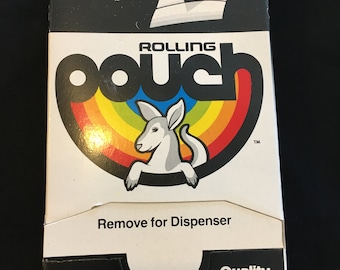 ROLLING
pouch
TM
Remove for Dispenser
Quality